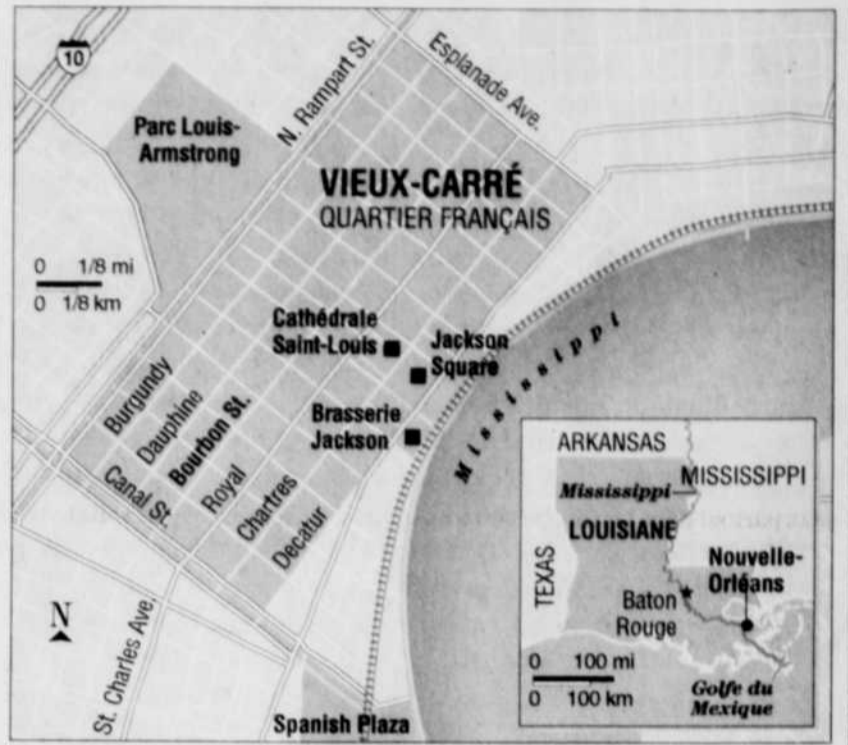 10
N. Rampart St.
Esplanade Ave.
Parc Louis-
Armstrong
VIEUX-CARRÉ
QUARTIER FRANÇAIS
0 1/8 mi
0 1/8 km
Cathédrale
Saint-Louis
Jackson
Square
Brasserie
Jackson
Mississippi
Burgundy
Dauphine
Bourbon St.
Royal
Chartres
Decatur
Canal St.
N
St. Charles Ave.
Spanish Plaza
ARKANSAS
MISSISSIPPI
Mississippi
LOUISIANE
TEXAS
Nouvelle-
Orléans
Baton
Rouge
0 100 mi
0 100 km
Golfe du
Mexique